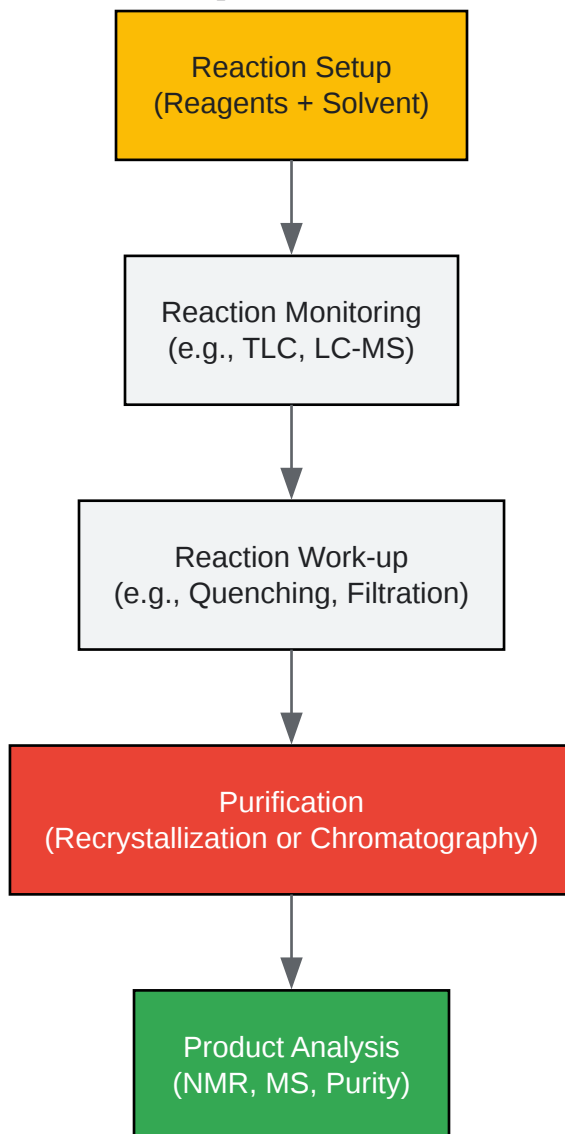 Reaction Setup
(Reagents + Solvent)
Reaction Monitoring
(e.g., TLC, LC-MS)
Reaction Work-up
(e.g., Quenching, Filtration)
Purification
(Recrystallization or Chromatography)
Product Analysis
(NMR, MS, Purity)